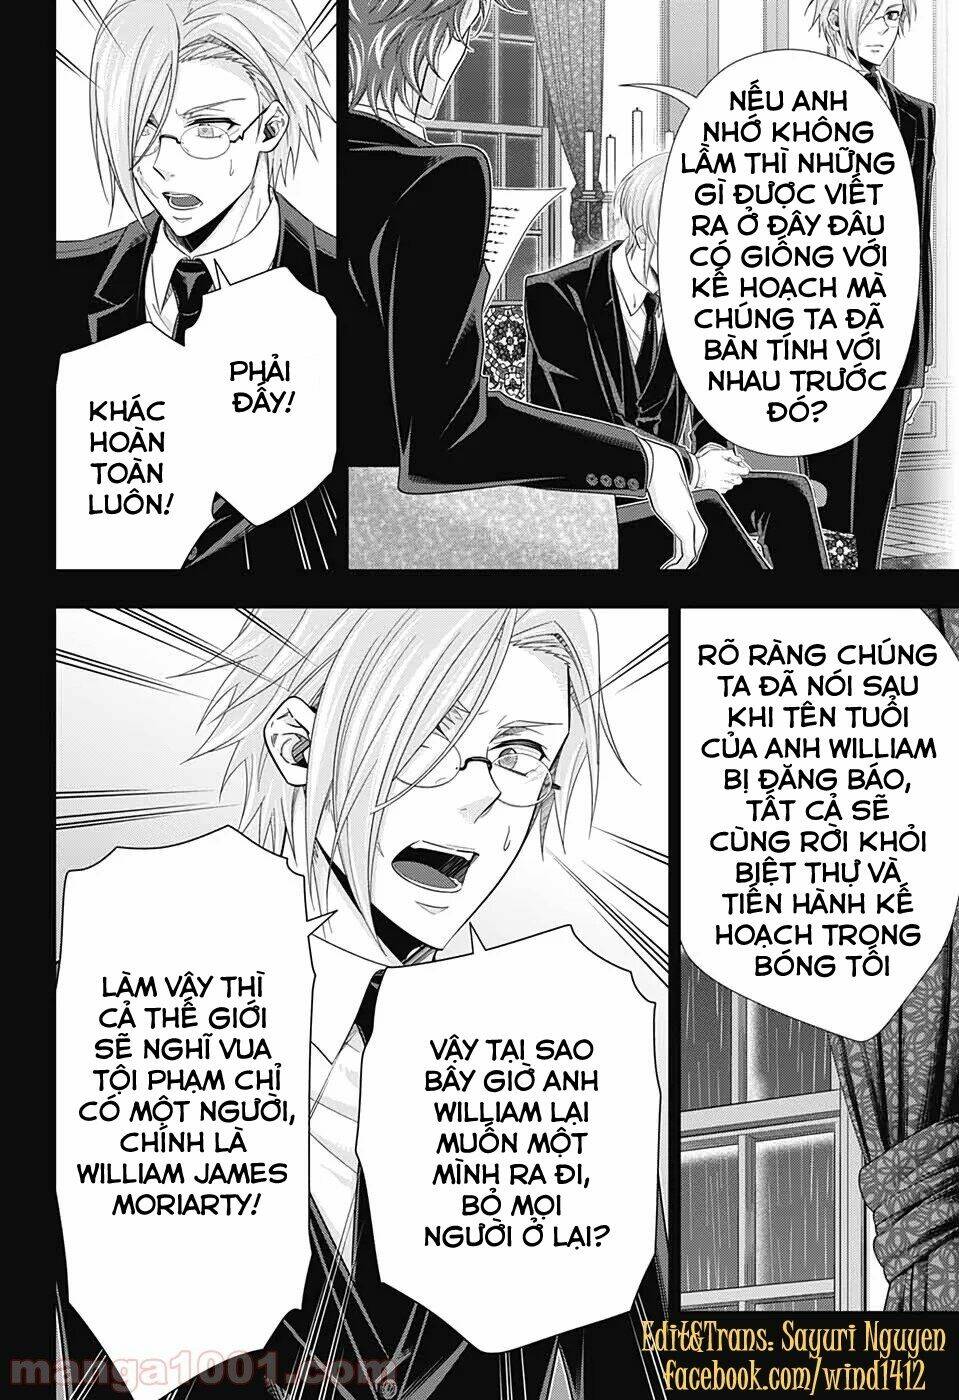 NẾU ANH
NHỚ KHÔNG
LẦM THÌ NHỮNG
GÌ ĐƯỢC VIẾT
RA Ở ĐÂY ĐÂU
CÓ GIỐNG VỚI
KẾ HOẠCH MÀ
CHÚNG TA ĐÃ
BÀN TÍNH VỚI
NHAU TRƯỚC
ĐÓ?
PHẢI
ĐẤY!
KHÁC
HOÀN
TOÀN
LUÔN!
RÕ RÀNG CHÚNG
TA ĐÃ NÓI SAU
KHI TÊN TUỔI
CỦA ANH WILLIAM
BỊ ĐĂNG BÁO,
TẤT CẢ SẼ
CÙNG RỜI KHỎI
BIỆT THỰ VÀ
TIẾN HÀNH KẾ
HOẠCH TRONG
BÓNG TỐI
VẬY TẠI SAO
BÂY GIỜ ANH
WILLIAM LẠI
MUỐN MỘT
MÌNH RA ĐI,
BỎ MỌI
NGƯỜI Ở LẠI?
LÀM VẬY THÌ
CẢ THẾ GIỚI
SẼ NGHĨ VUA
TỘI PHẠM CHỈ
CÓ MỘT NGƯỜI,
CHÍNH LÀ
WILLIAM JAMES
MORIARTY!
Edit&Trans: Sayuri Nguyen
facebook.com/wind1412
manga1001.com